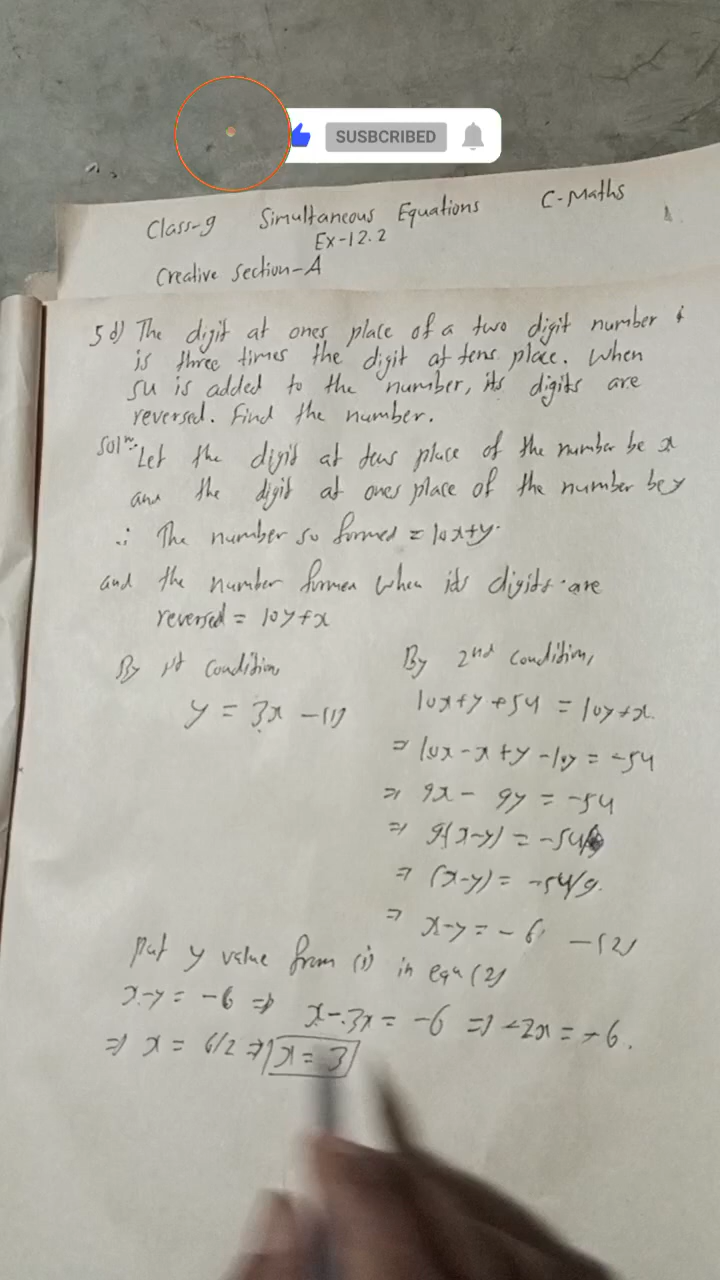 SUSBCRIBED
Class-9 Simultaneous Equations C-Maths
Ex-12.2
Creative section-A
5 d) The digit at ones place of a two digit number
is three times the digit at tens place. When
54 is added to the number, its digits are
reversed. Find the number.
Solⁿ: Let the digit at tens place of the number be x
and the digit at ones place of the number be y
∴ The number so formed = 10x+y.
and the number formed when its digits are
reversed = 10y+x
By 1st Condition
y = 3x -(1)
By 2nd condition,
10x+y+54 = 10y+x.
⇒ 10x-x+y-10y = -54
⇒ 9x - 9y = -54
⇒ 9(x-y) = -54
⇒ (x-y) = -54/9.
⇒ x-y = -6 -(2)
Put y value from (i) in eqn (2)
x-y = -6 ⇒ x-3x = -6 ⇒ -2x = -6.
⇒ x = 6/2 ⇒ x = 3